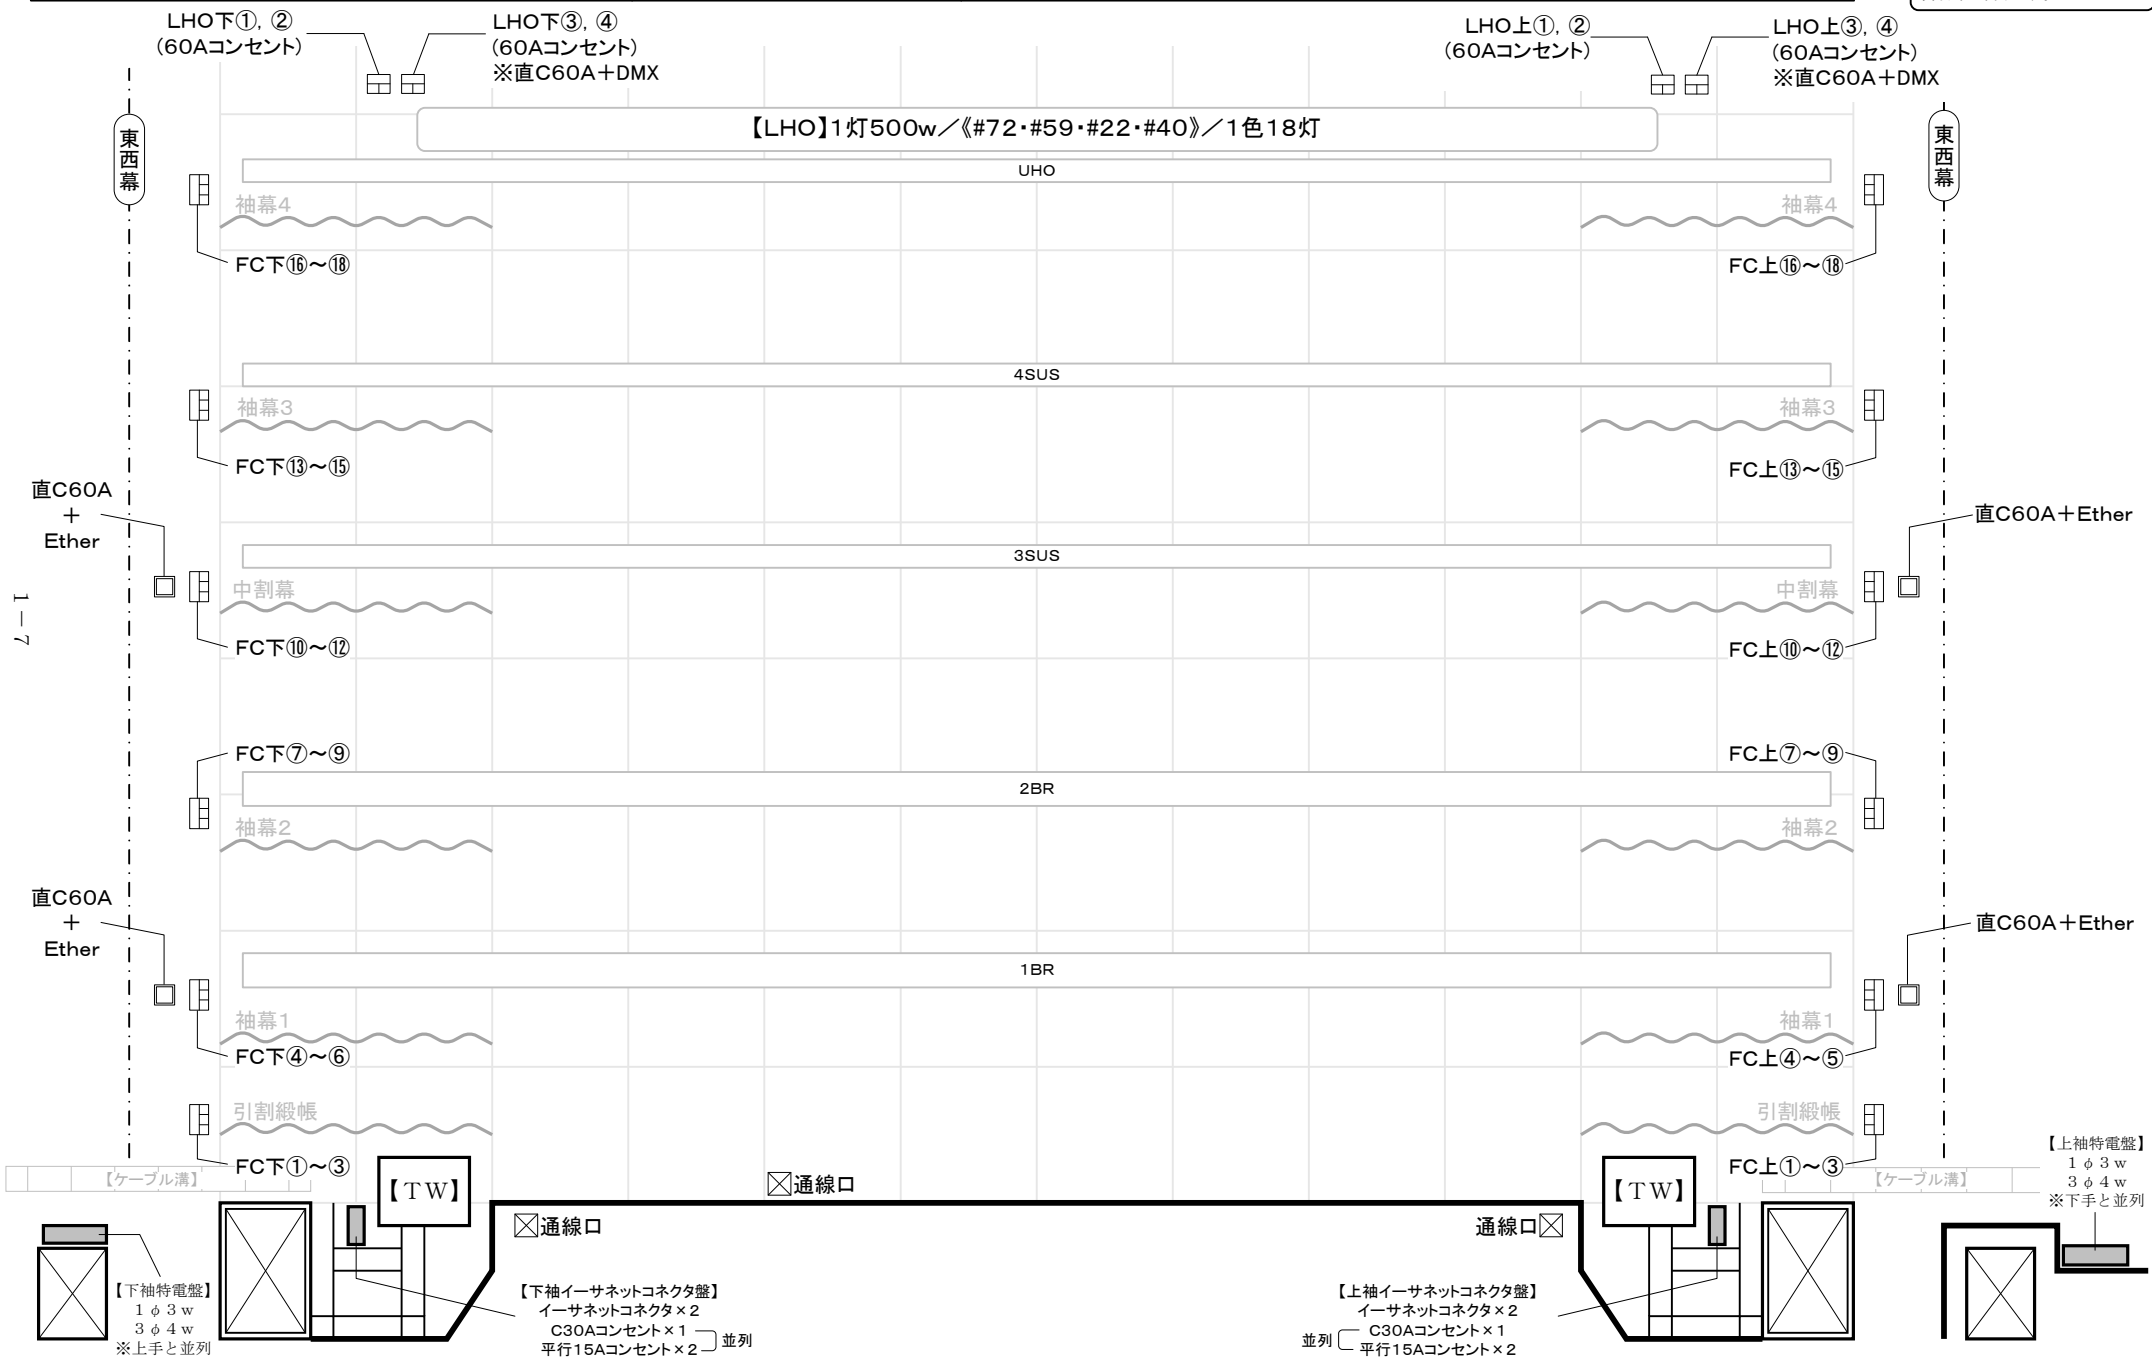 LHO下①, ②
(60Aコンセント)
LHO下③, ④
(60Aコンセント)
※直C60A＋DMX
LHO上①, ②
(60Aコンセント)
LHO上③, ④
(60Aコンセント)
※直C60A＋DMX
東西幕
【LHO】1灯500w／《#72・#59・#22・#40》／1色18灯
東西幕
UHO
袖幕4
袖幕4
FC下⑯～⑱
FC上⑯～⑱
4SUS
袖幕3
袖幕3
FC下⑬～⑮
FC上⑬～⑮
直C60A
＋
Ether
直C60A＋Ether
3SUS
中割幕
中割幕
1－7
FC下⑩～⑫
FC上⑩～⑫
FC下⑦～⑨
FC上⑦～⑨
2BR
袖幕2
袖幕2
直C60A
＋
Ether
直C60A＋Ether
1BR
袖幕1
袖幕1
FC下④～⑥
FC上④～⑤
引割緞帳
引割緞帳
FC下①～③
FC上①～③
【ケーブル溝】
【ケーブル溝】
【上袖特電盤】
1φ3w
3φ4w
※下手と並列
【TW】
【TW】
通線口
通線口
通線口
【下袖特電盤】
1φ3w
3φ4w
※上手と並列
【下袖イーサネットコネクタ盤】
イーサネットコネクタ×2
C30Aコンセント×1
平行15Aコンセント×2
並列
【上袖イーサネットコネクタ盤】
イーサネットコネクタ×2
並列
C30Aコンセント×1
平行15Aコンセント×2